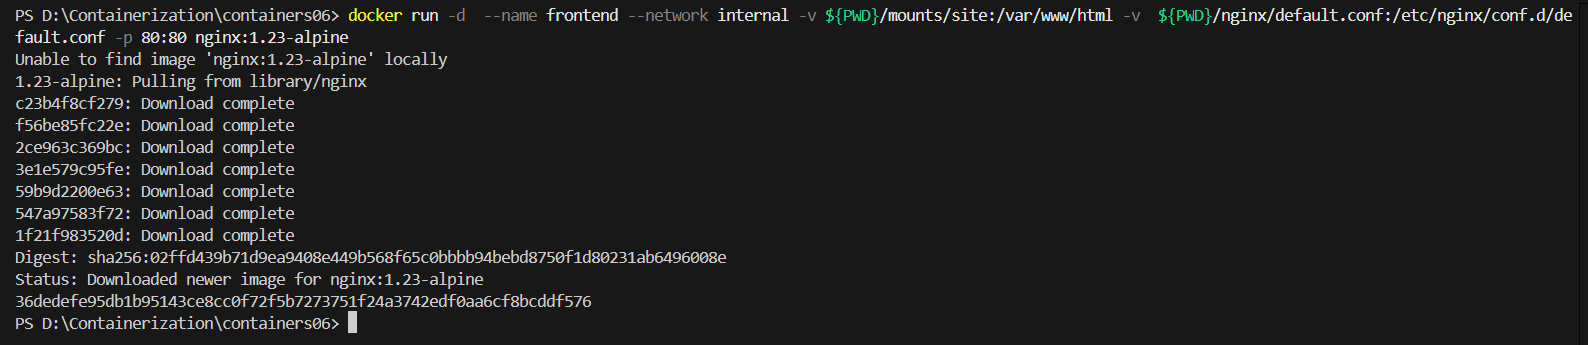 PS D:\Containerization\containers06> docker run -d  --name frontend --network internal -v ${PWD}/mounts/site:/var/www/html -v  ${PWD}/nginx/default.conf:/etc/nginx/conf.d/de
fault.conf -p 80:80 nginx:1.23-alpine
Unable to find image 'nginx:1.23-alpine' locally
1.23-alpine: Pulling from library/nginx
c23b4f8cf279: Download complete
f56be85fc22e: Download complete
2ce963c369bc: Download complete
3e1e579c95fe: Download complete
59b9d2200e63: Download complete
547a97583f72: Download complete
1f21f983520d: Download complete
Digest: sha256:02ffd439b71d9ea9408e449b568f65c0bbbb94bebd8750f1d80231ab6496008e
Status: Downloaded newer image for nginx:1.23-alpine
36dedefe95db1b95143ce8cc0f72f5b7273751f24a3742edf0aa6cf8bcddf576
PS D:\Containerization\containers06>